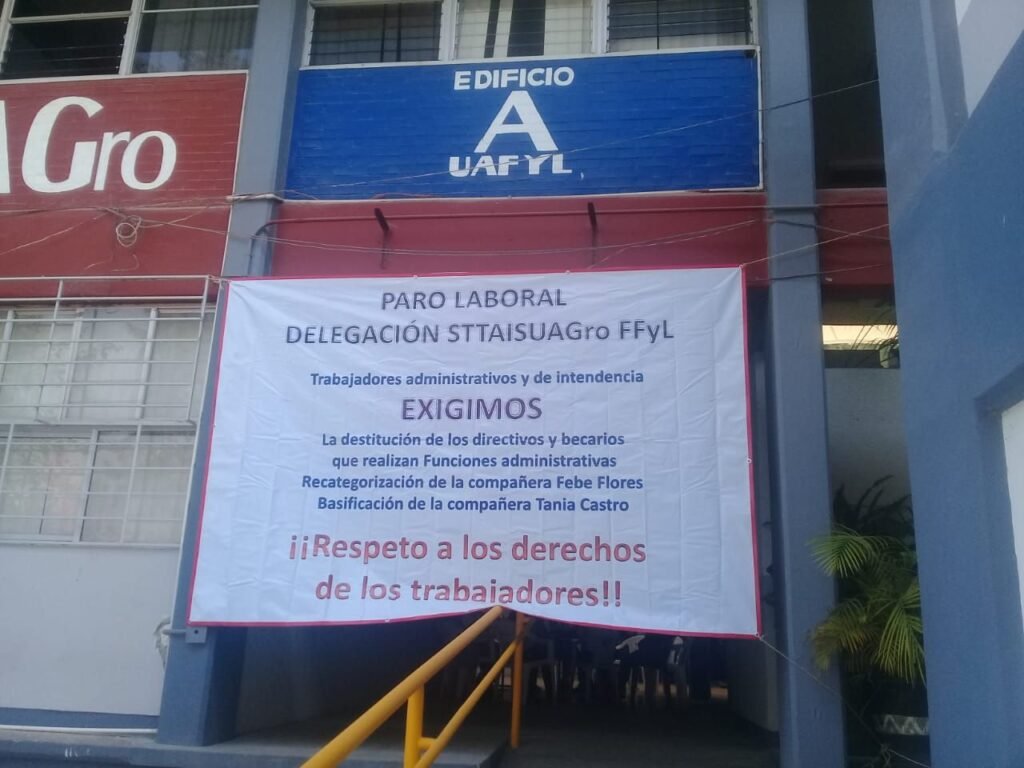 AGro
EDIFICIO
A
UAFYL
PARO LABORAL
DELEGACIÓN STTAISUAGro FFyL
Trabajadores administrativos y de intendencia
EXIGIMOS
La destitución de los directivos y becarios
que realizan Funciones administrativas
Recategorización de la compañera Febe Flores
Basificación de la compañera Tania Castro
¡¡Respeto a los derechos
de los trabajadores!!